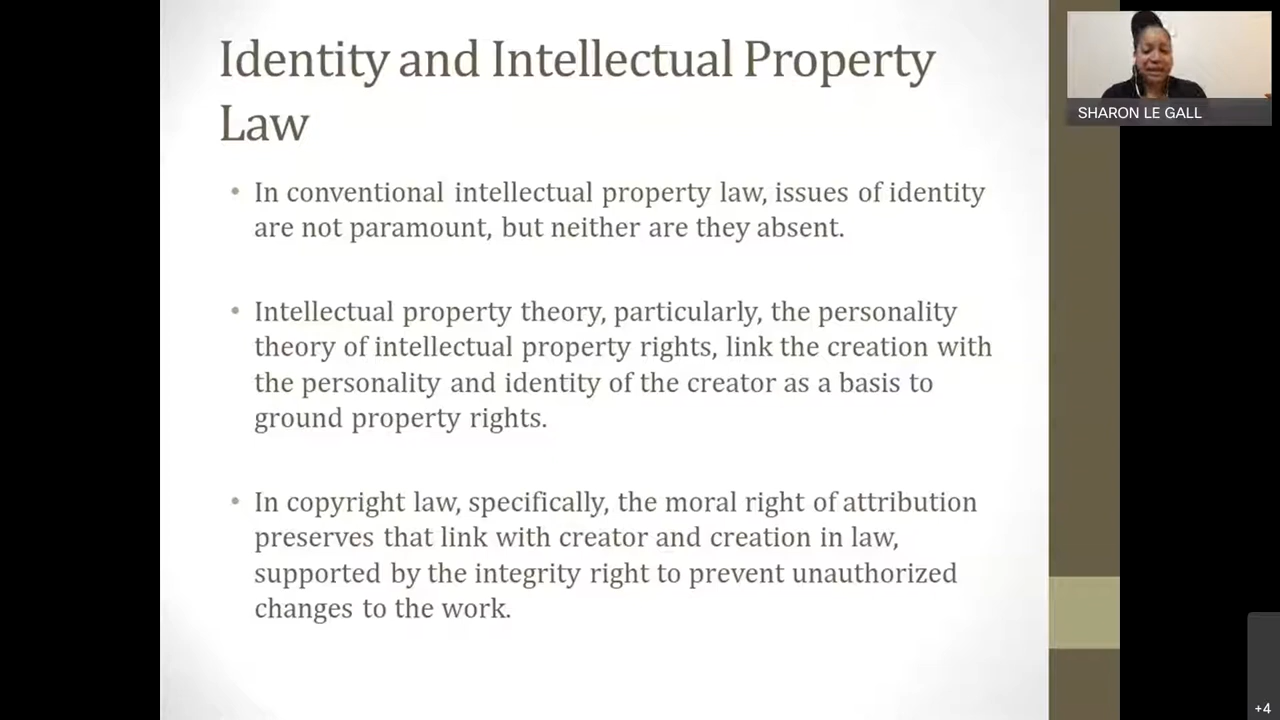 Identity and Intellectual Property
Law
• In conventional intellectual property law, issues of identity
are not paramount, but neither are they absent.
• Intellectual property theory, particularly, the personality
theory of intellectual property rights, link the creation with
the personality and identity of the creator as a basis to
ground property rights.
• In copyright law, specifically, the moral right of attribution
preserves that link with creator and creation in law,
supported by the integrity right to prevent unauthorized
changes to the work.
SHARON LE GALL
+4